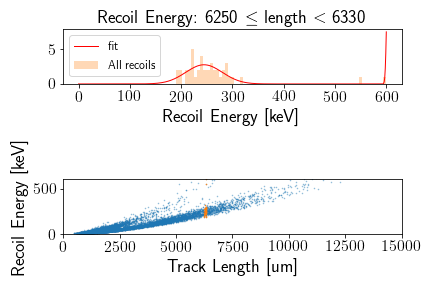 Recoil Energy: 6250 ≤ length < 6330
fit
All recoils
5
0
0 100 200 300 400 500 600
Recoil Energy [keV]
Recoil Energy [keV]
500
0
0 2500 5000 7500 10000 12500 15000
Track Length [um]